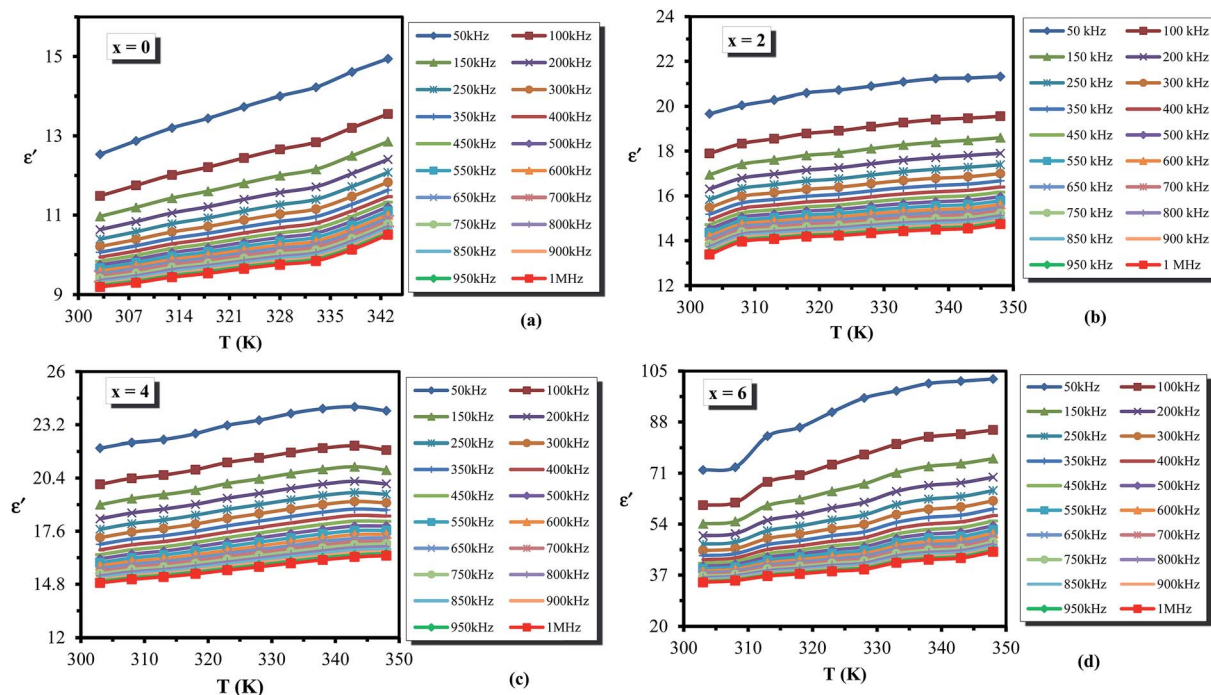 x = 0
ε′
15
13
11
9
300 307 314 321 328 335 342
T (K)
50kHz 100kHz
150kHz 200kHz
250kHz 300kHz
350kHz 400kHz
450kHz 500kHz
550kHz 600kHz
650kHz 700kHz
750kHz 800kHz
850kHz 900kHz
950kHz 1MHz
(a)
x = 2
ε′
24
22
20
18
16
14
12
300 310 320 330 340 350
T (K)
50 kHz 100 kHz
150 kHz 200 kHz
250 kHz 300 kHz
350 kHz 400 kHz
450 kHz 500 kHz
550 kHz 600 kHz
650 kHz 700 kHz
750 kHz 800 kHz
850 kHz 900 kHz
950 kHz 1 MHz
(b)
x = 4
ε′
26
23.2
20.4
17.6
14.8
12
300 310 320 330 340 350
T (K)
50kHz 100kHz
150kHz 200kHz
250kHz 300kHz
350kHz 400kHz
450kHz 500kHz
550kHz 600kHz
650kHz 700kHz
750kHz 800kHz
850kHz 900kHz
950kHz 1MHz
(c)
x = 6
ε′
105
88
71
54
37
20
300 310 320 330 340 350
T (K)
50kHz 100kHz
150kHz 200kHz
250kHz 300kHz
350kHz 400kHz
450kHz 500kHz
550kHz 600kHz
650kHz 700kHz
750kHz 800kHz
850kHz 900kHz
950kHz 1MHz
(d)